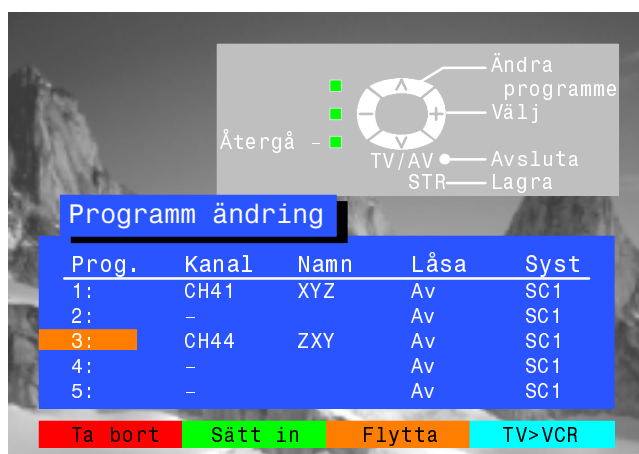 Ändra
programme
Välj
Återgå –
TV/AV Avsluta
STR Lagra
Programm ändring
Prog. Kanal Namn Låsa Syst
1: CH41 XYZ Av SC1
2: – Av SC1
3: CH44 ZXY Av SC1
4: – Av SC1
5: – Av SC1
Ta bort Sätt in Flytta TV>VCR